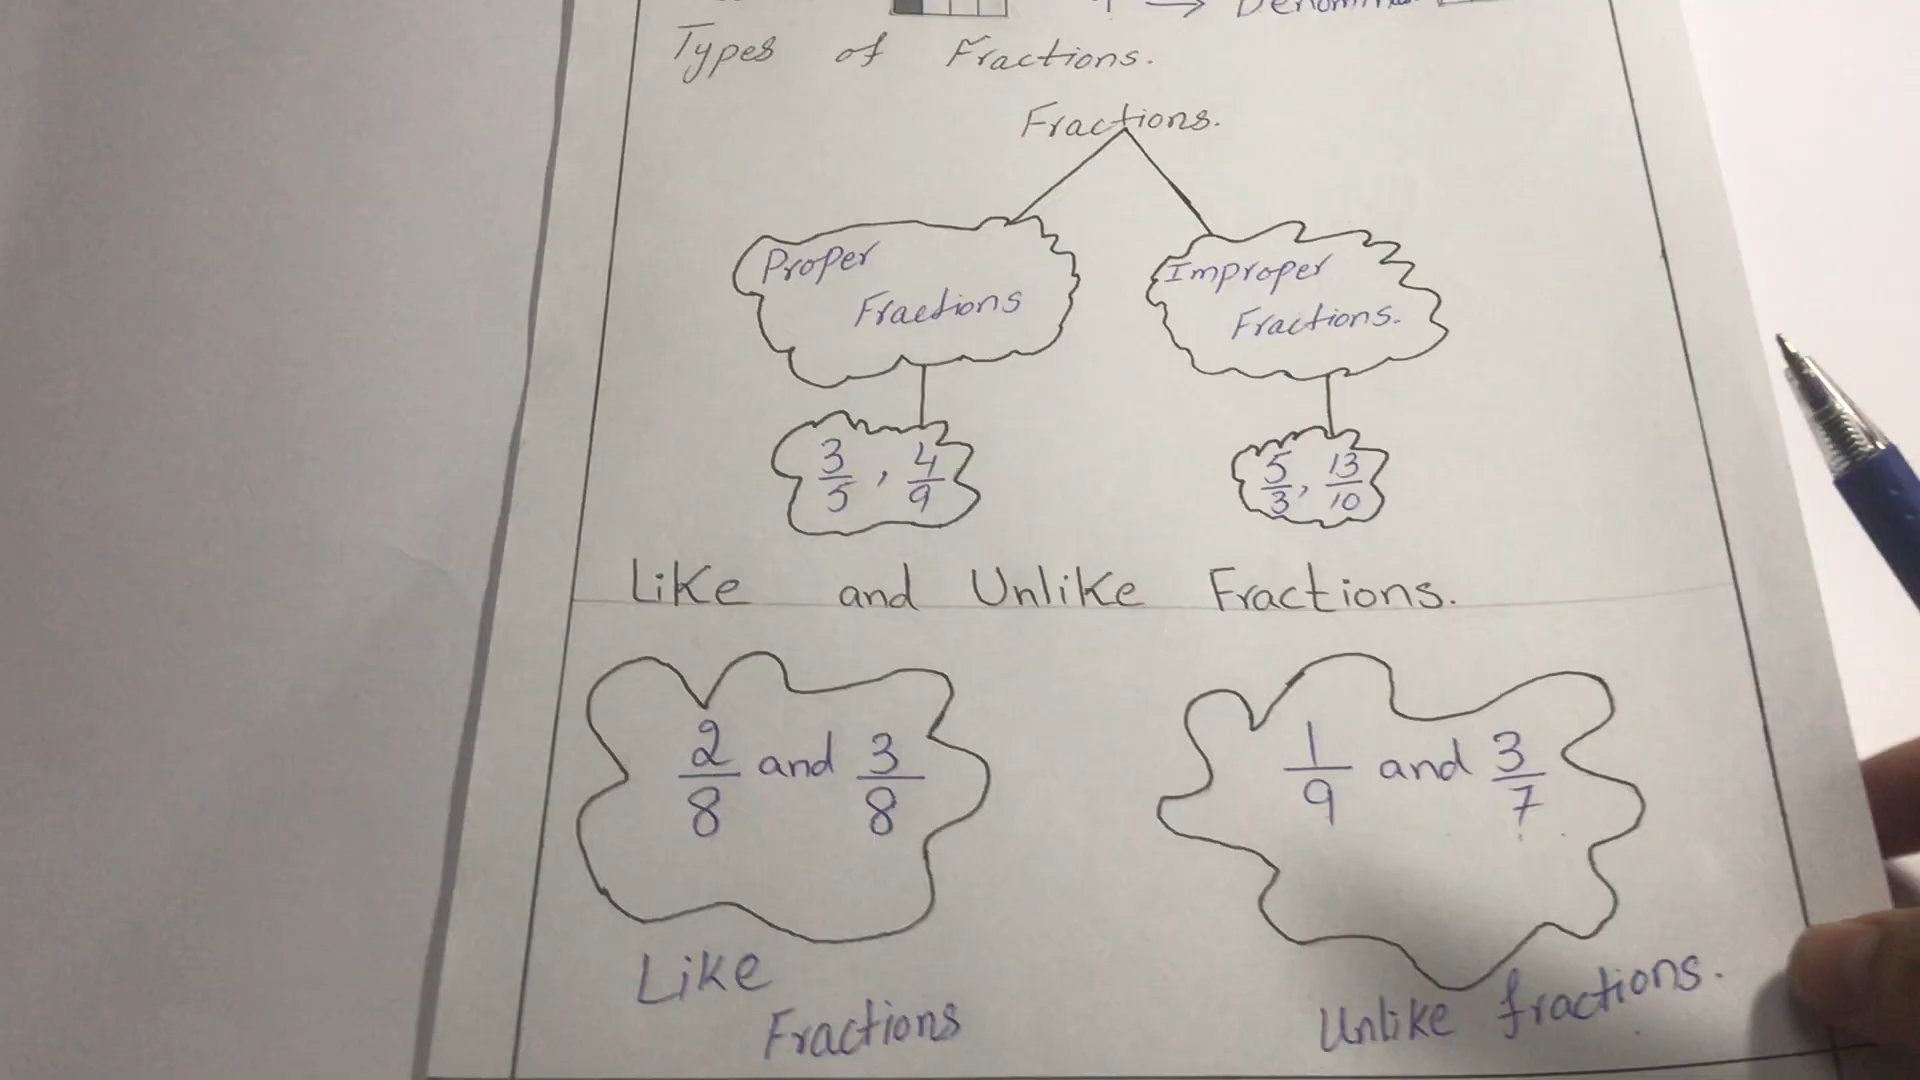 Types of Fractions.
Fractions.
Proper
Fractions
Improper
Fractions.
3/5, 4/9
5/3, 13/10
Like and Unlike Fractions.
2/8 and 3/8
1/9 and 3/7
Like
Fractions
Unlike fractions.